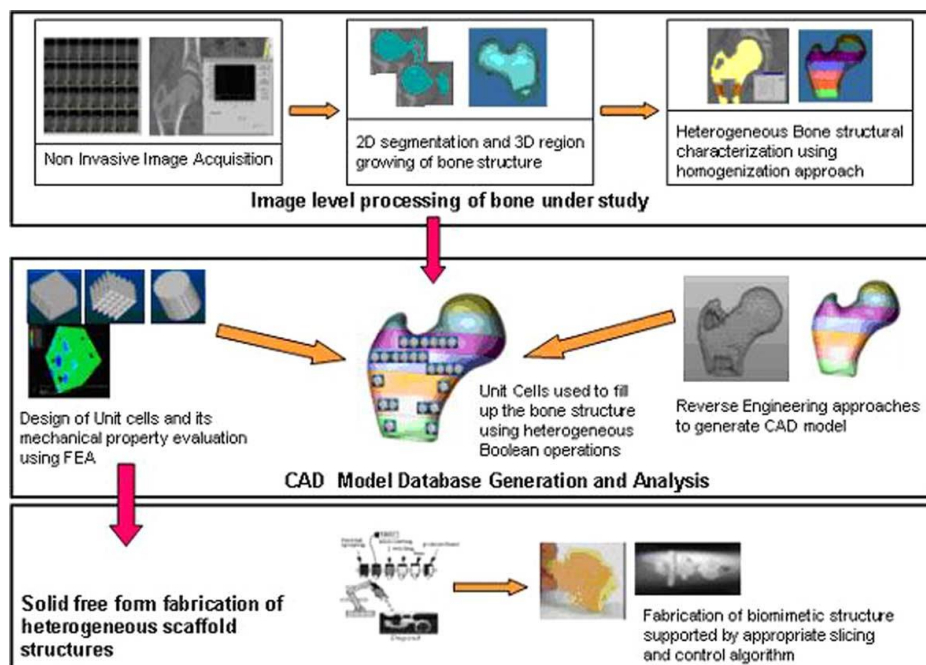 Non Invasive Image Acquisition
2D segmentation and 3D region
growing of bone structure
Heterogeneous Bone structural
characterization using
homogenization approach
Image level processing of bone under study
Design of Unit cells and its
mechanical property evaluation
using FEA
Unit Cells used to fill
up the bone structure
using heterogeneous
Boolean operations
Reverse Engineering approaches
to generate CAD model
CAD Model Database Generation and Analysis
Solid free form fabrication of
heterogeneous scaffold
structures
Fabrication of biomimetic structure
supported by appropriate slicing
and control algorithm